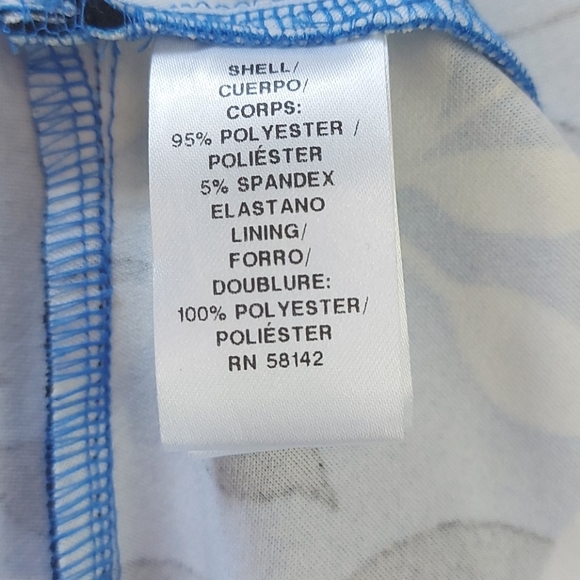 SHELL/
CUERPO/
CORPS:
95% POLYESTER /
POLIÉSTER
5% SPANDEX
ELASTANO
LINING/
FORRO/
DOUBLURE:
100% POLYESTER/
POLIÉSTER
RN 58142